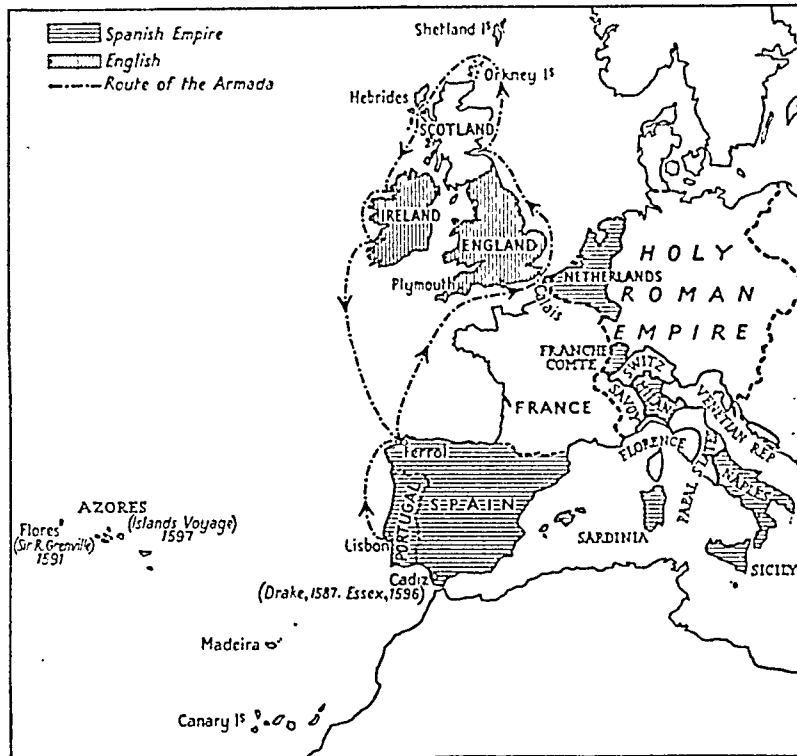 Spanish Empire
English
Route of the Armada
Shetland Is
Orkney Is
Hebrides
SCOTLAND
IRELAND
ENGLAND
Plymouth
Calais
NETHERLANDS
HOLY
ROMAN
EMPIRE
FRANCHE
COMTE
SWITZ
SAVOY
MILAN
VENETIAN REP
FRANCE
FLORENCE
PAPAL STATES
NAPLES
Ferrol
SPAIN
PORTUGAL
Lisbon
SARDINIA
SICILY
Cadiz
(Drake, 1587. Essex, 1596)
AZORES
Flores
(Sir R. Grenville)
1591
(Islands Voyage)
1597
Madeira
Canary Is